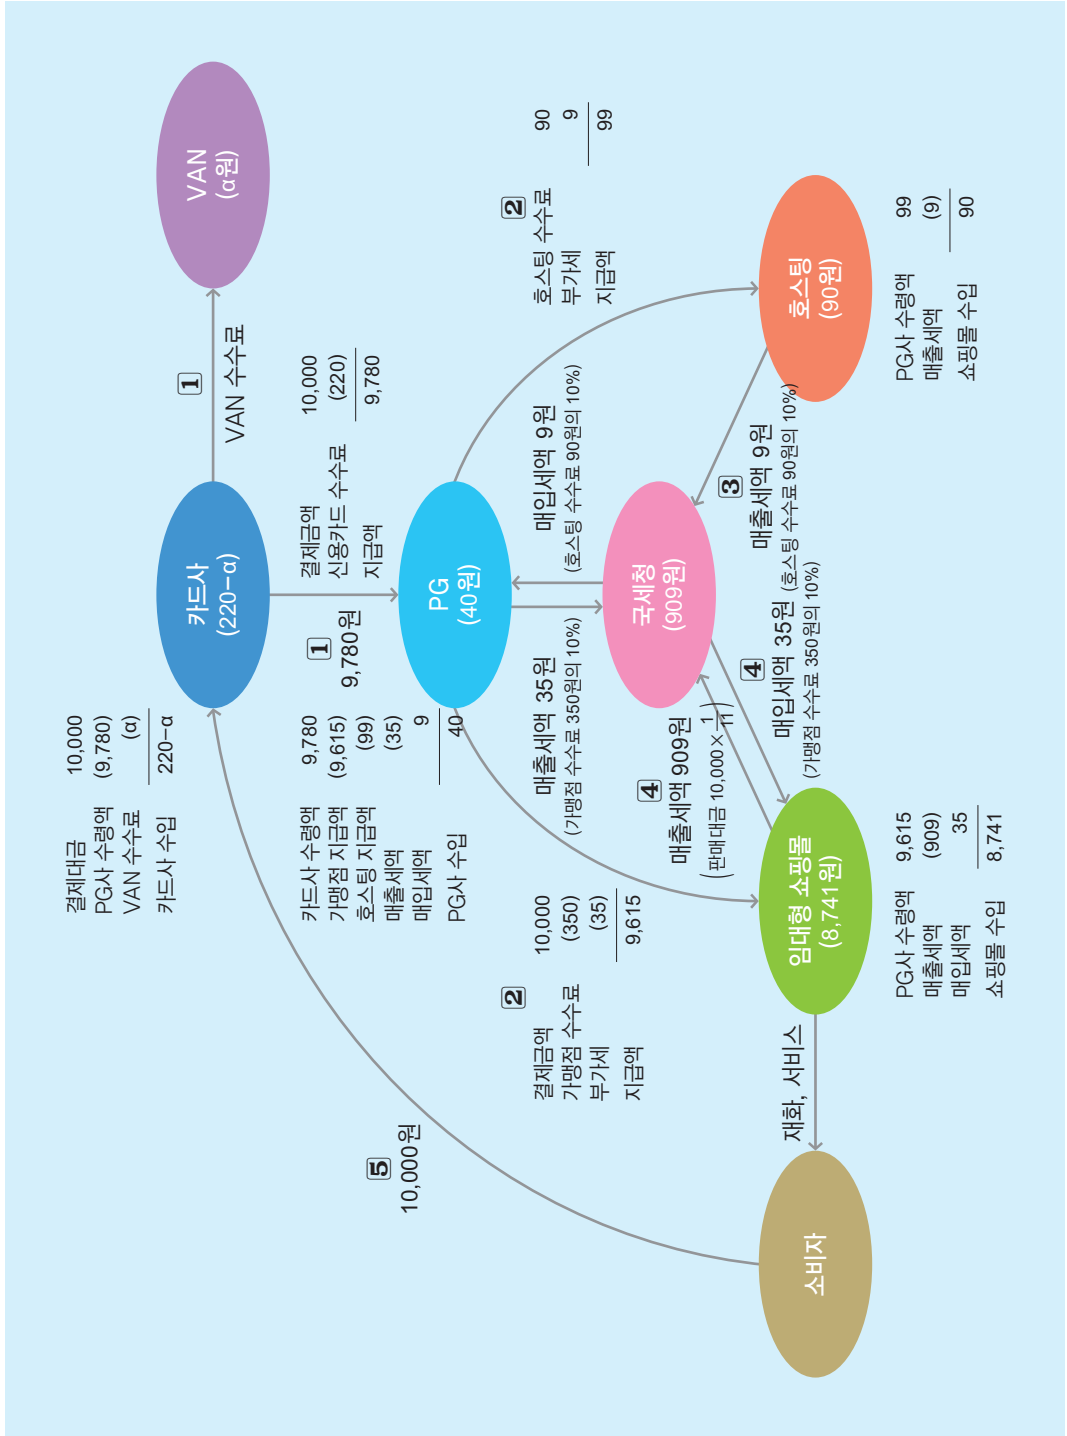 결제대금 10,000
PG사 수령액 (9,780)
VAN 수수료 (α)
카드사 수입 220-α
카드사
(220-α)
1
VAN 수수료
VAN
(α원)
5
10,000원
1
9,780원
결제금액 10,000
신용카드 수수료 (220)
지급액 9,780
카드사 수령액 9,780
가맹점 지급액 (9,615)
호스팅 지급액 (99)
매출세액 (35)
매입세액 9
PG사 수입 40
PG
(40원)
2
결제금액 10,000
가맹점 수수료 (350)
부가세 (35)
지급액 9,615
2
호스팅 수수료 90
부가세 9
지급액 99
매출세액 35원
(가맹점 수수료 350원의 10%)
매입세액 9원
(호스팅 수수료 90원의 10%)
국세청
(909원)
4
매출세액 909원
(판매대금 10,000×1/11)
3
매출세액 9원
(호스팅 수수료 90원의 10%)
4
매입세액 35원
(가맹점 수수료 350원의 10%)
소비자
재화, 서비스
임대형 쇼핑몰
(8,741원)
호스팅
(90원)
PG사 수령액 9,615
매출세액 (909)
매입세액 35
쇼핑몰 수입 8,741
PG사 수령액 99
매출세액 (9)
쇼핑몰 수입 90